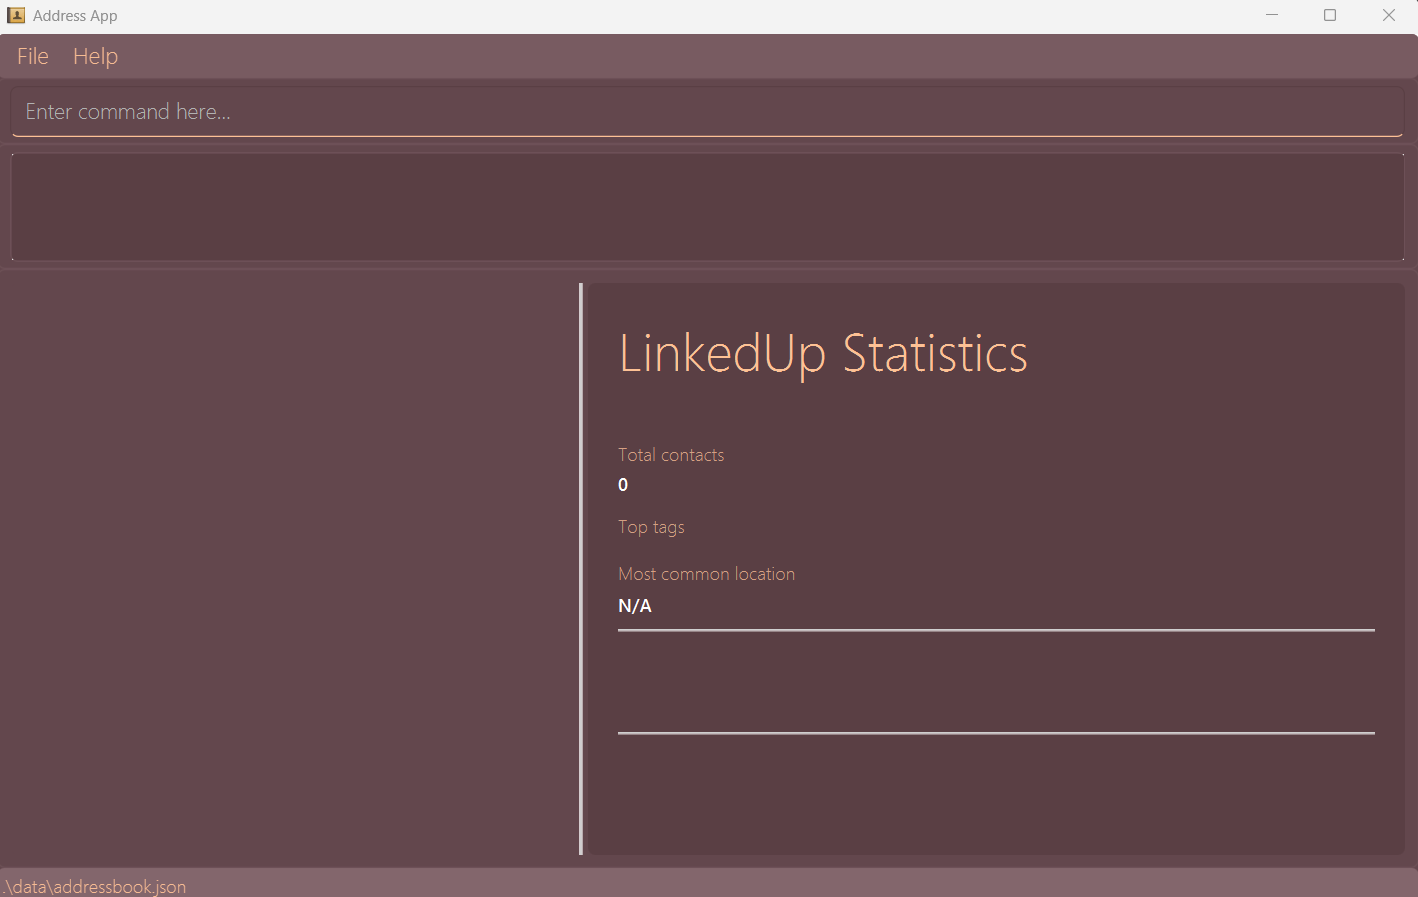 Address App
File Help
Enter command here...
LinkedUp Statistics
Total contacts
0
Top tags
Most common location
N/A
.\data\addressbook.json